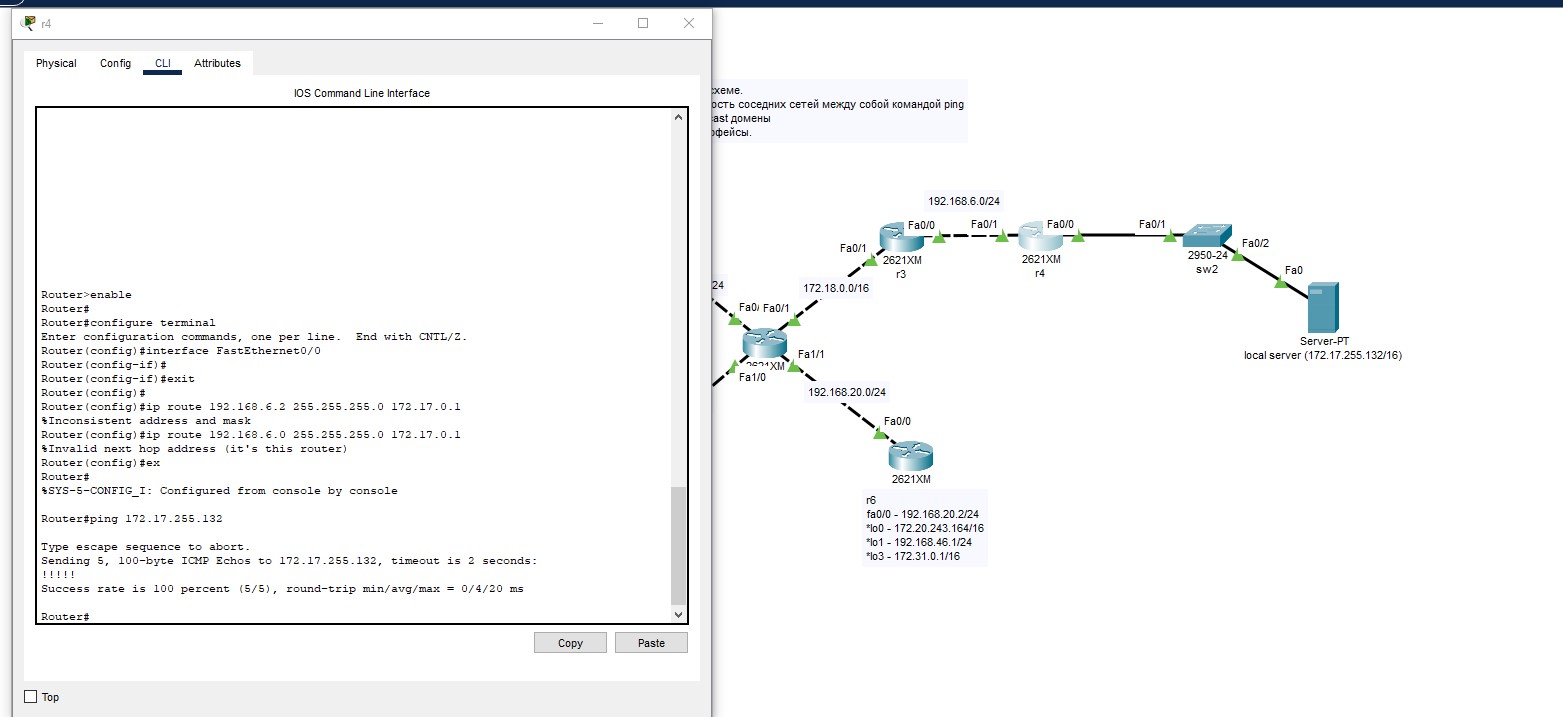 r4
Physical Config CLI Attributes
IOS Command Line Interface
Router>enable
Router#
Router#configure terminal
Enter configuration commands, one per line. End with CNTL/Z.
Router(config)#interface FastEthernet0/0
Router(config-if)#
Router(config-if)#exit
Router(config)#
Router(config)#ip route 192.168.6.2 255.255.255.0 172.17.0.1
%Inconsistent address and mask
Router(config)#ip route 192.168.6.0 255.255.255.0 172.17.0.1
%Invalid next hop address (it's this router)
Router(config)#ex
Router#
%SYS-5-CONFIG_I: Configured from console by console
Router#ping 172.17.255.132
Type escape sequence to abort.
Sending 5, 100-byte ICMP Echos to 172.17.255.132, timeout is 2 seconds:
!!!!!
Success rate is 100 percent (5/5), round-trip min/avg/max = 0/4/20 ms
Router#
Copy Paste
Top
схеме.
ость соседних сетей между собой командой ping
ast домены
рфейсы.
192.168.6.0/24
Fa0/0
Fa0/1
Fa0/0
Fa0/1
Fa0/1
2621XM
r3
2621XM
r4
2950-24
sw2
Fa0/2
Fa0
Server-PT
local server (172.17.255.132/16)
24
172.18.0.0/16
Fa0/
Fa0/1
2621XM
Fa1/1
Fa1/0
192.168.20.0/24
Fa0/0
2621XM
r6
fa0/0 - 192.168.20.2/24
*lo0 - 172.20.243.164/16
*lo1 - 192.168.46.1/24
*lo3 - 172.31.0.1/16